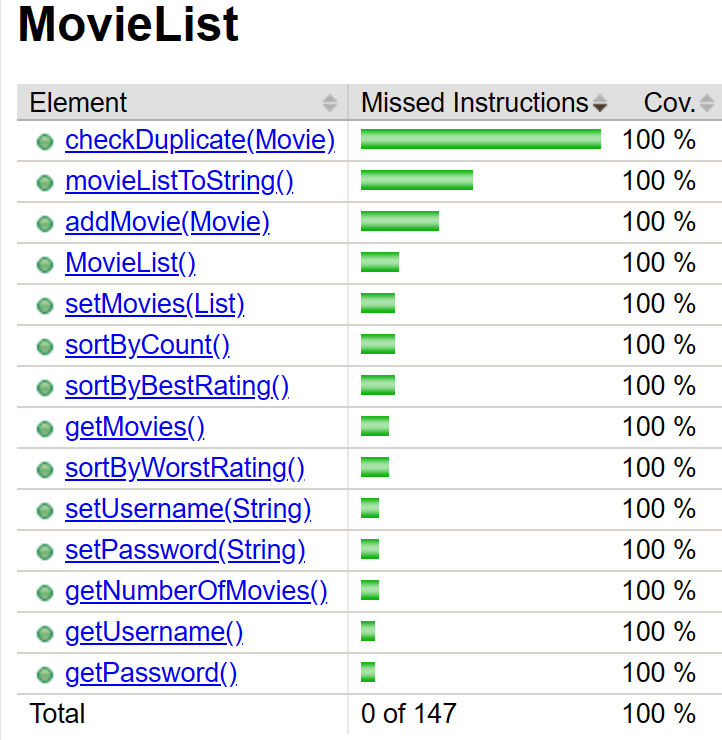 MovieList
Element Missed Instructions Cov.
checkDuplicate(Movie) 100 %
movieListToString() 100 %
addMovie(Movie) 100 %
MovieList() 100 %
setMovies(List) 100 %
sortByCount() 100 %
sortByBestRating() 100 %
getMovies() 100 %
sortByWorstRating() 100 %
setUsername(String) 100 %
setPassword(String) 100 %
getNumberOfMovies() 100 %
getUsername() 100 %
getPassword() 100 %
Total 0 of 147 100 %